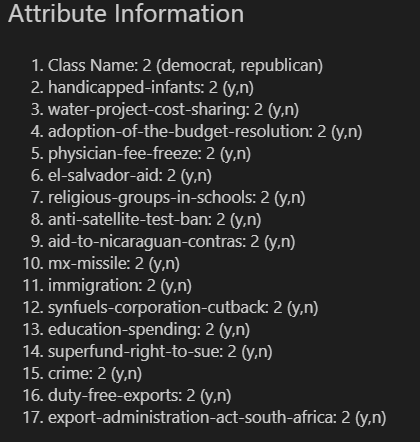 Attribute Information
1. Class Name: 2 (democrat, republican)
2. handicapped-infants: 2 (y,n)
3. water-project-cost-sharing: 2 (y,n)
4. adoption-of-the-budget-resolution: 2 (y,n)
5. physician-fee-freeze: 2 (y,n)
6. el-salvador-aid: 2 (y,n)
7. religious-groups-in-schools: 2 (y,n)
8. anti-satellite-test-ban: 2 (y,n)
9. aid-to-nicaraguan-contras: 2 (y,n)
10. mx-missile: 2 (y,n)
11. immigration: 2 (y,n)
12. synfuels-corporation-cutback: 2 (y,n)
13. education-spending: 2 (y,n)
14. superfund-right-to-sue: 2 (y,n)
15. crime: 2 (y,n)
16. duty-free-exports: 2 (y,n)
17. export-administration-act-south-africa: 2 (y,n)